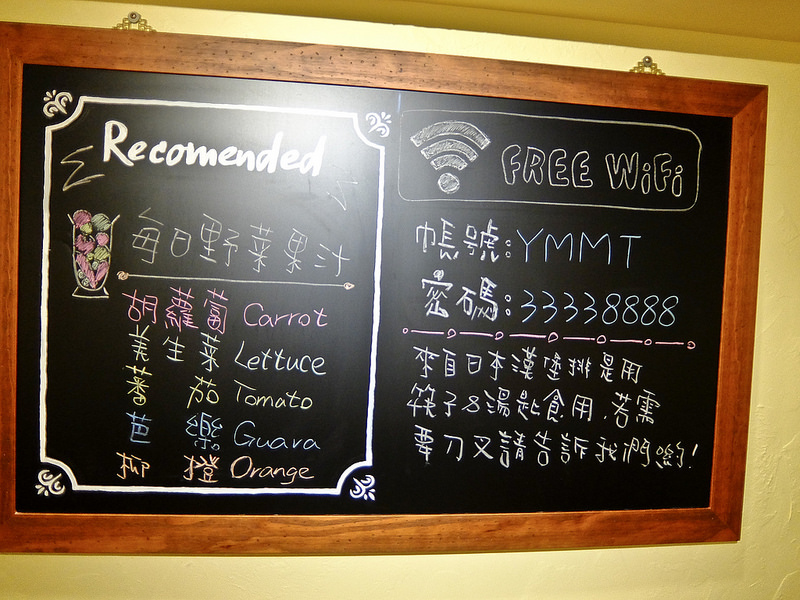 Recomended
每日野菜果汁
胡蘿蔔 Carrot
美生菜 Lettuce
蕃茄 Tomato
芭樂 Guava
柳橙 Orange
FREE WiFi
帳號:YMMT
密碼:33338888
來自日本漢堡排是用
筷子&湯匙食用.若需
要刀叉請告訴我們喲!